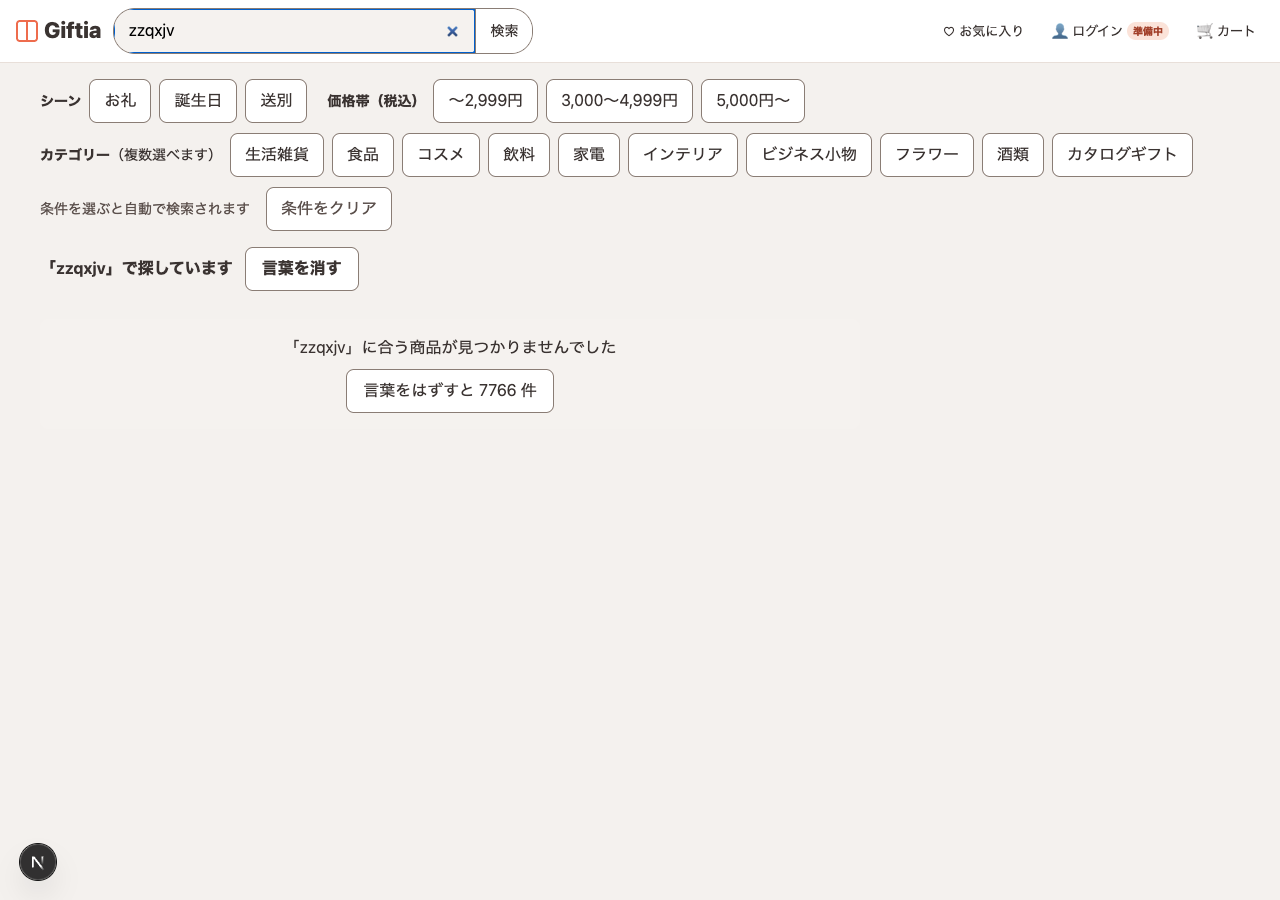 Giftia zzqxjv 検索 お気に入り ログイン 準備中 カート
シーン お礼 誕生日 送別 価格帯（税込） 〜2,999円 3,000〜4,999円 5,000円〜
カテゴリー（複数選べます） 生活雑貨 食品 コスメ 飲料 家電 インテリア ビジネス小物 フラワー 酒類 カタログギフト
条件を選ぶと自動で検索されます 条件をクリア
「zzqxjv」で探しています 言葉を消す
「zzqxjv」に合う商品が見つかりませんでした
言葉をはずすと 7766 件
N